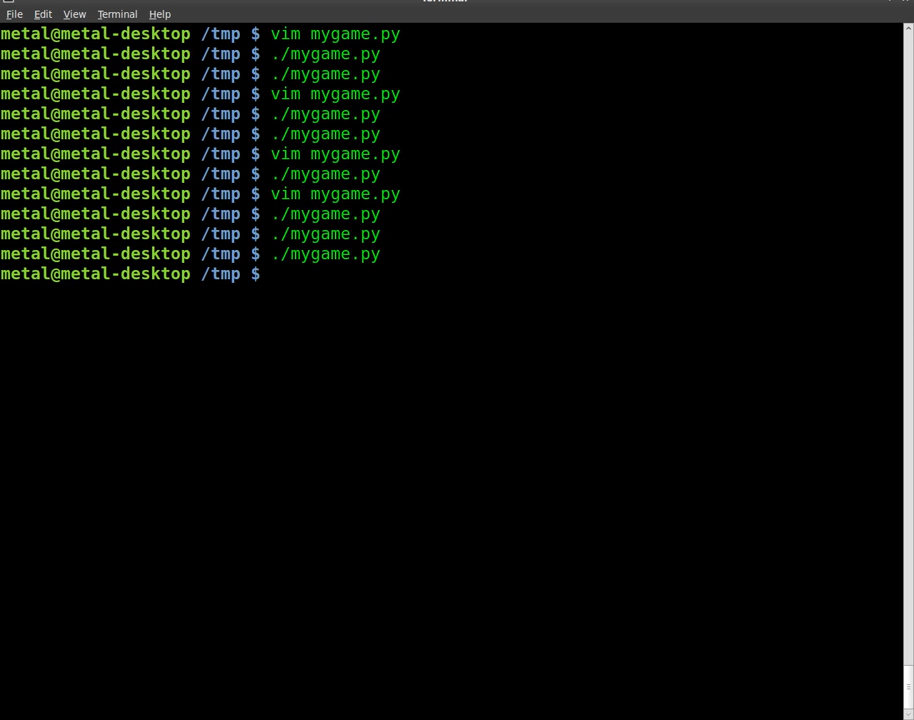 File Edit View Terminal Help
metal@metal-desktop /tmp $ vim mygame.py
metal@metal-desktop /tmp $ ./mygame.py
metal@metal-desktop /tmp $ ./mygame.py
metal@metal-desktop /tmp $ vim mygame.py
metal@metal-desktop /tmp $ ./mygame.py
metal@metal-desktop /tmp $ ./mygame.py
metal@metal-desktop /tmp $ vim mygame.py
metal@metal-desktop /tmp $ ./mygame.py
metal@metal-desktop /tmp $ vim mygame.py
metal@metal-desktop /tmp $ ./mygame.py
metal@metal-desktop /tmp $ ./mygame.py
metal@metal-desktop /tmp $ ./mygame.py
metal@metal-desktop /tmp $